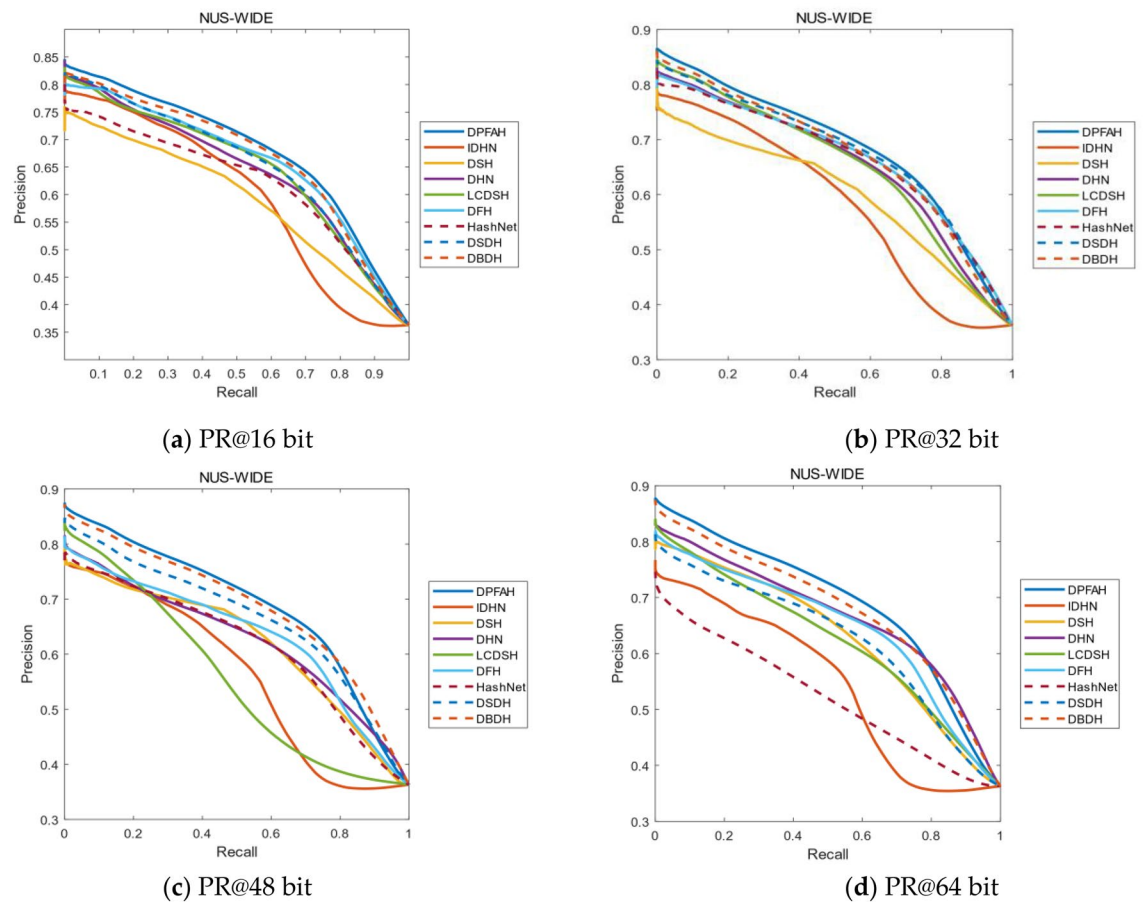 NUS-WIDE
Precision
0.85
0.8
0.75
0.7
0.65
0.6
0.55
0.5
0.45
0.4
0.35
0.1 0.2 0.3 0.4 0.5 0.6 0.7 0.8 0.9
Recall
DPFAH
IDHN
DSH
DHN
LCDSH
DFH
HashNet
DSDH
DBDH
(a) PR@16 bit
NUS-WIDE
Precision
0.9
0.8
0.7
0.6
0.5
0.4
0.3
0 0.2 0.4 0.6 0.8 1
Recall
DPFAH
IDHN
DSH
DHN
LCDSH
DFH
HashNet
DSDH
DBDH
(b) PR@32 bit
NUS-WIDE
Precision
0.9
0.8
0.7
0.6
0.5
0.4
0.3
0 0.2 0.4 0.6 0.8 1
Recall
DPFAH
IDHN
DSH
DHN
LCDSH
DFH
HashNet
DSDH
DBDH
(c) PR@48 bit
NUS-WIDE
Precision
0.9
0.8
0.7
0.6
0.5
0.4
0.3
0 0.2 0.4 0.6 0.8 1
Recall
DPFAH
IDHN
DSH
DHN
LCDSH
DFH
HashNet
DSDH
DBDH
(d) PR@64 bit